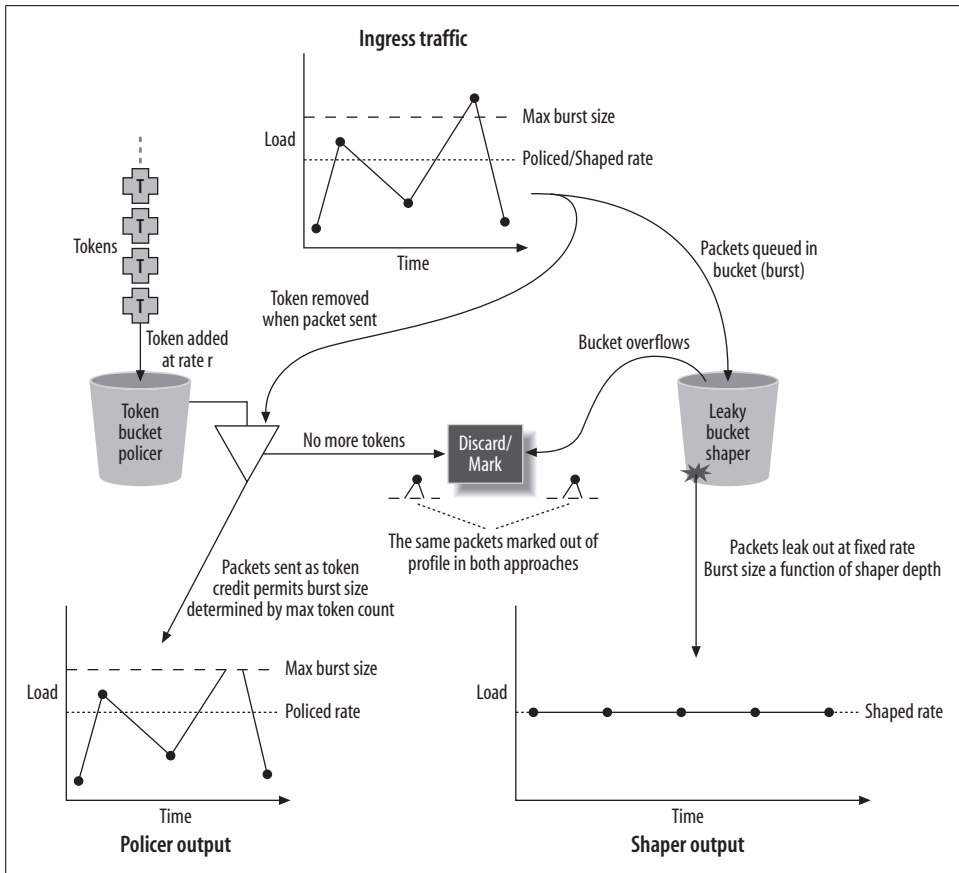 Ingress traffic
Max burst size
Load
Policed/Shaped rate
Time
T
T
T
T
Tokens
Packets queued in
bucket (burst)
Token removed
when packet sent
Token added
at rate r
Bucket overflows
Token
bucket
policer
No more tokens
Discard/
Mark
Leaky
bucket
shaper
The same packets marked out of
profile in both approaches
Packets sent as token
credit permits burst size
determined by max token count
Packets leak out at fixed rate
Burst size a function of shaper depth
Max burst size
Load
Policed rate
Time
Policer output
Load
Shaped rate
Time
Shaper output